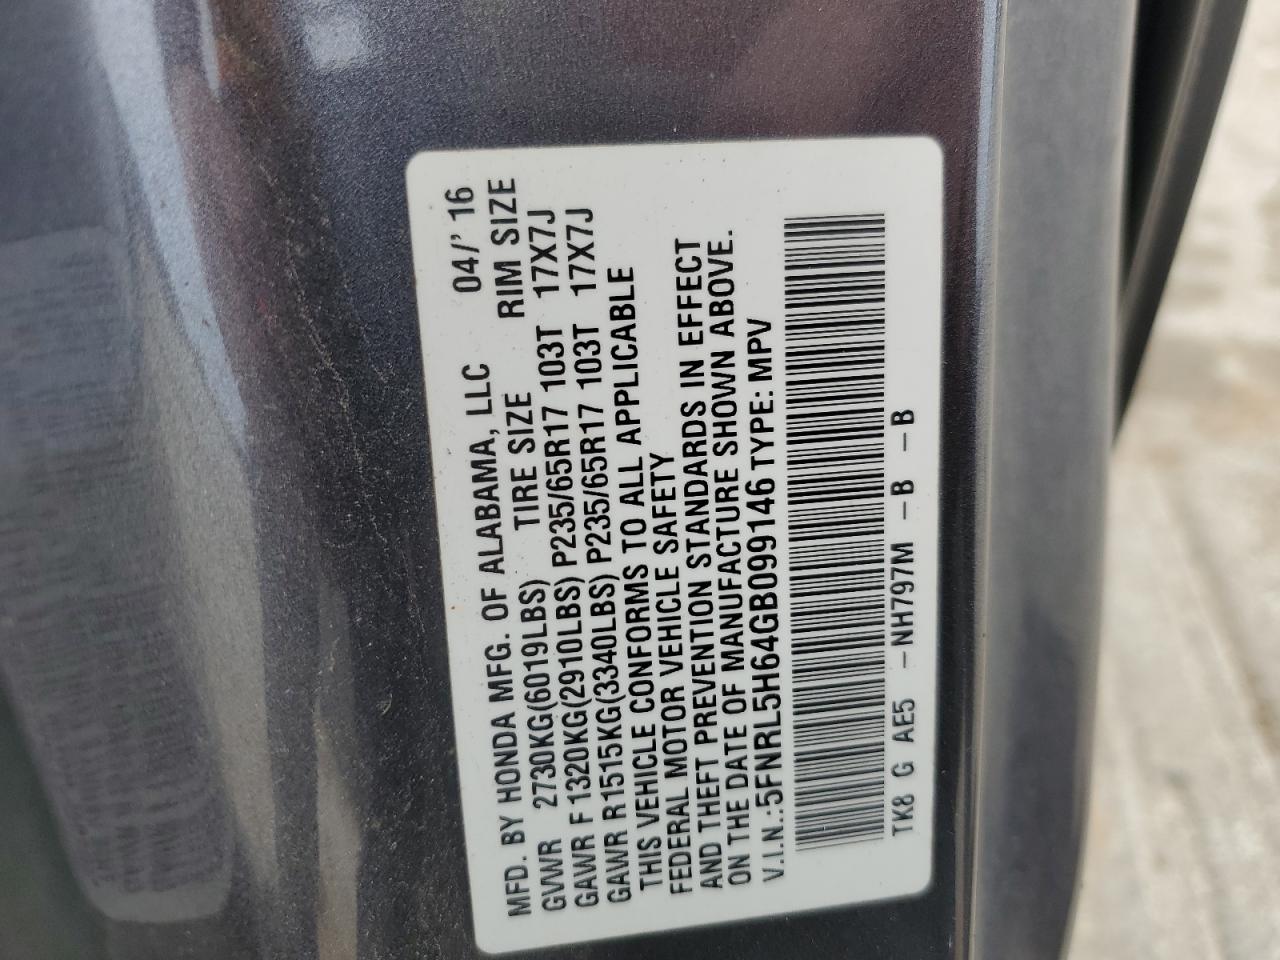 MFD. BY HONDA MFG. OF ALABAMA, LLC 04/' 16
GVWR 2730KG(6019LBS) TIRE SIZE RIM SIZE
GAWR F 1320KG(2910LBS) P235/65R17 103T 17X7J
GAWR R 1515KG(3340LBS) P235/65R17 103T 17X7J
THIS VEHICLE CONFORMS TO ALL APPLICABLE
FEDERAL MOTOR VEHICLE SAFETY
AND THEFT PREVENTION STANDARDS IN EFFECT
ON THE DATE OF MANUFACTURE SHOWN ABOVE.
V.I.N.:5FNRL5H64GB099146 TYPE: MPV
TK8 G AE5 -NH797M -B -B